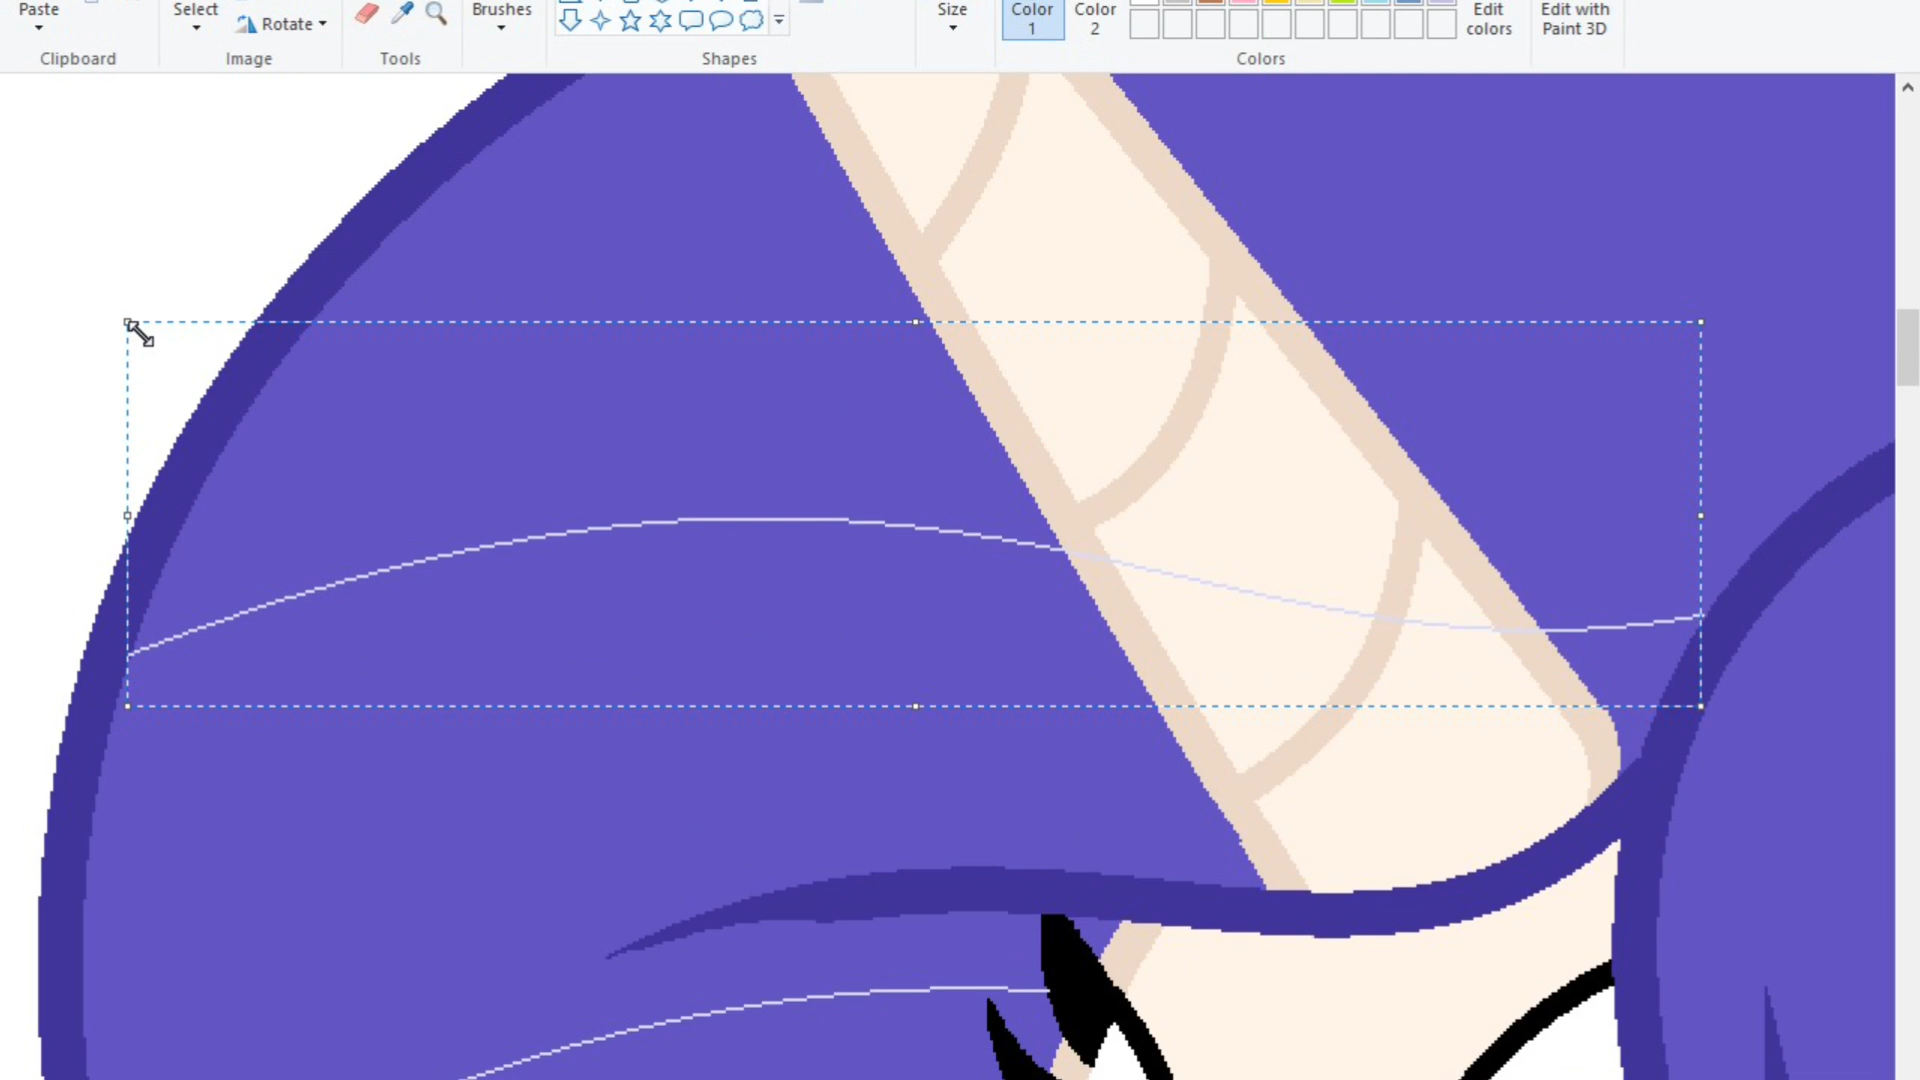 Paste
Select
Rotate
Brushes
Size
Color
1
Color
2
Edit
colors
Edit with
Paint 3D
Clipboard
Image
Tools
Shapes
Colors